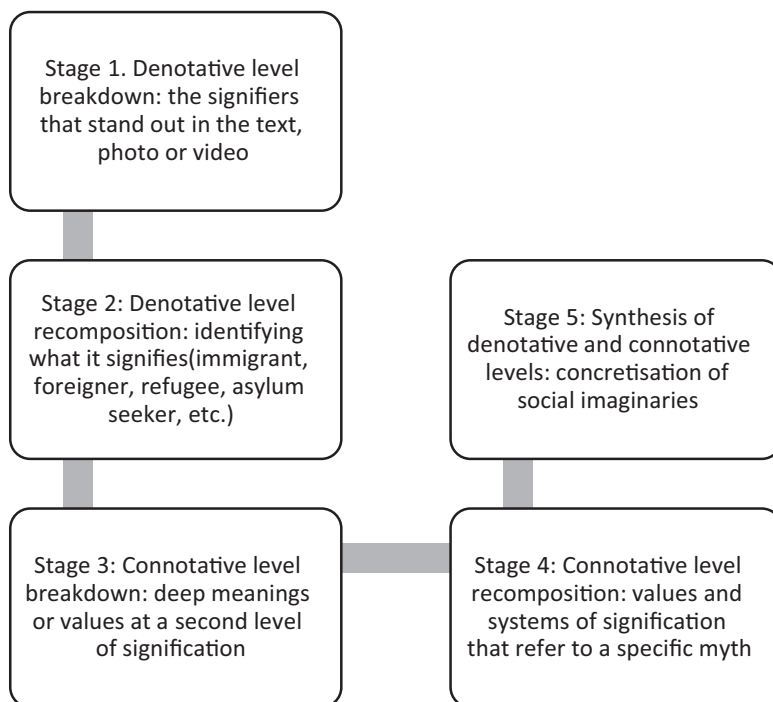 Stage 1. Denotative level
breakdown: the signifiers
that stand out in the text,
photo or video
Stage 2: Denotative level
recomposition: identifying
what it signifies(immigrant,
foreigner, refugee, asylum
seeker, etc.)
Stage 3: Connotative level
breakdown: deep meanings
or values at a second level
of signification
Stage 4: Connotative level
recomposition: values and
systems of signification
that refer to a specific myth
Stage 5: Synthesis of
denotative and connotative
levels: concretisation of
social imaginaries